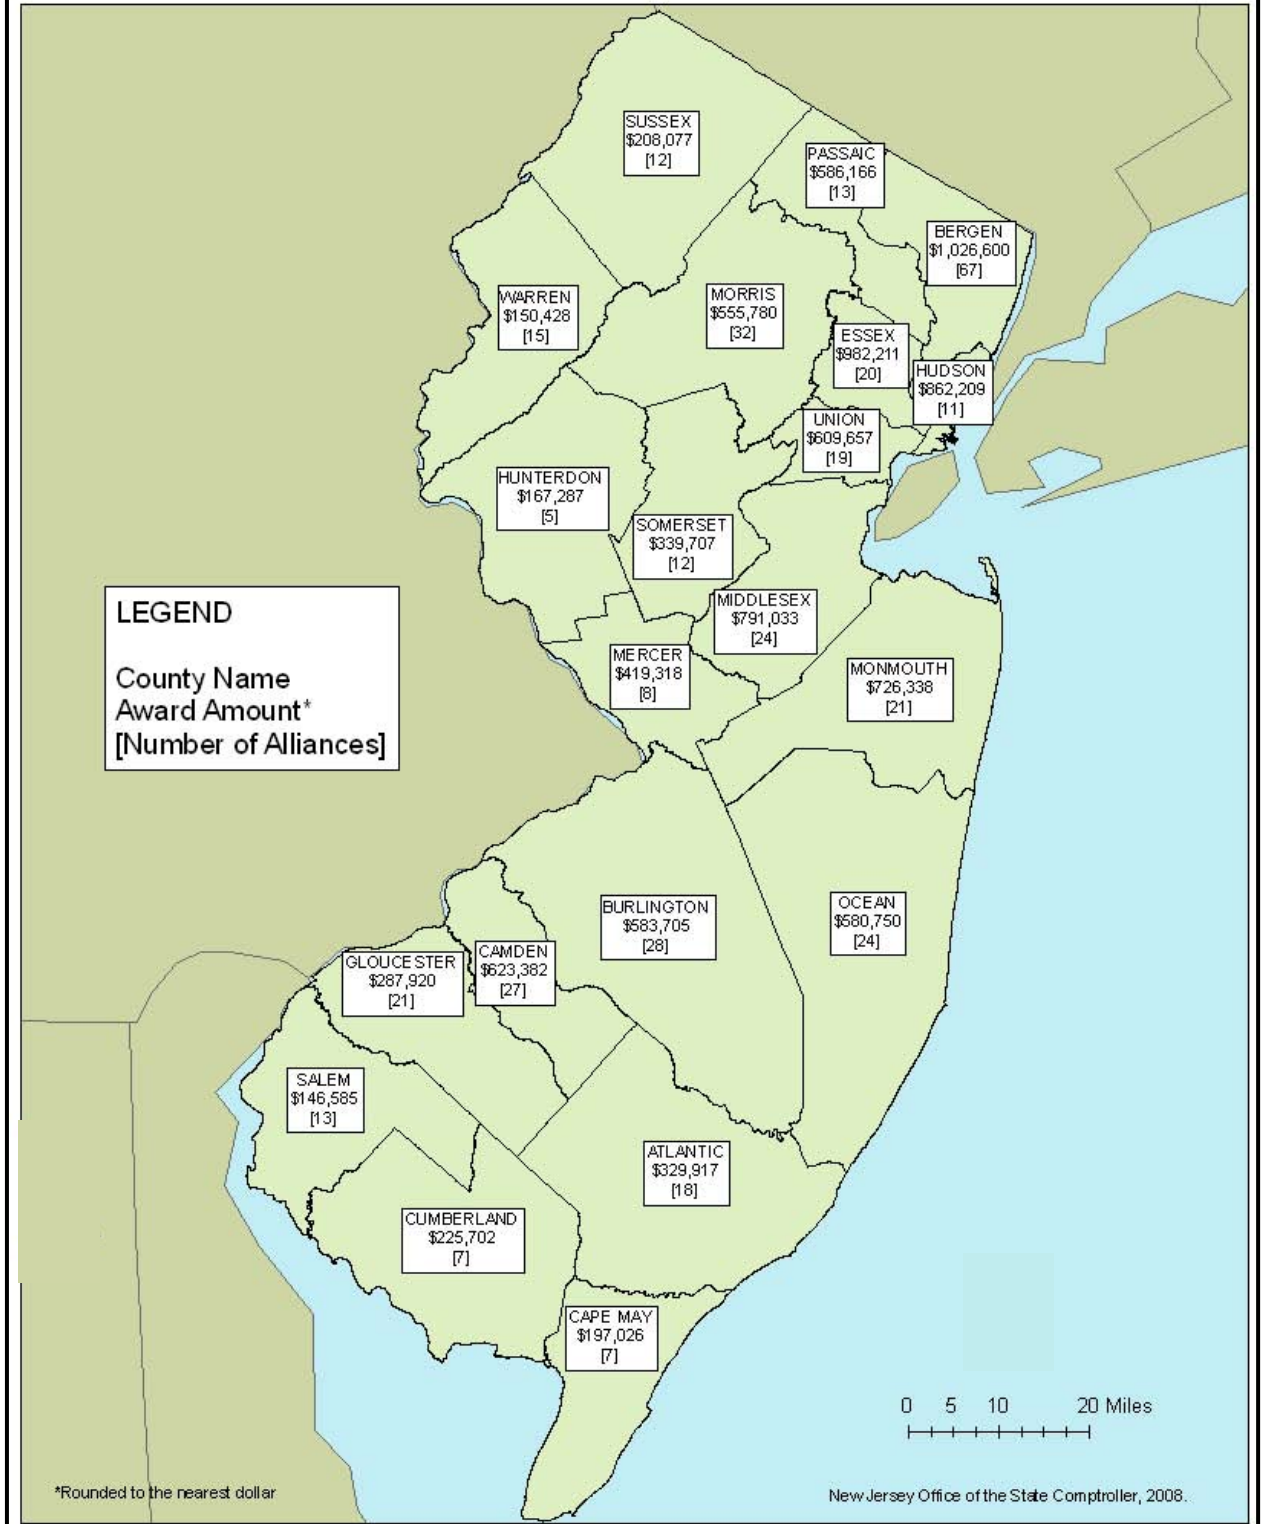 SUSSEX
$208,077
[12]
PASSAIC
$586,166
[13]
BERGEN
$1,026,600
[67]
WARREN
$150,428
[15]
MORRIS
$555,780
[32]
ESSEX
$982,211
[20]
HUDSON
$862,209
[11]
UNION
$609,657
[19]
HUNTERDON
$167,287
[5]
SOMERSET
$339,707
[12]
MIDDLESEX
$791,033
[24]
MERCER
$419,318
[8]
MONMOUTH
$726,338
[21]
LEGEND
County Name
Award Amount*
[Number of Alliances]
BURLINGTON
$583,705
[28]
OCEAN
$580,750
[24]
CAMDEN
$623,382
[27]
GLOUCESTER
$287,920
[21]
SALEM
$146,585
[13]
ATLANTIC
$329,917
[18]
CUMBERLAND
$225,702
[7]
CAPE MAY
$197,026
[7]
0 5 10 20 Miles
*Rounded to the nearest dollar
New Jersey Office of the State Comptroller, 2008.